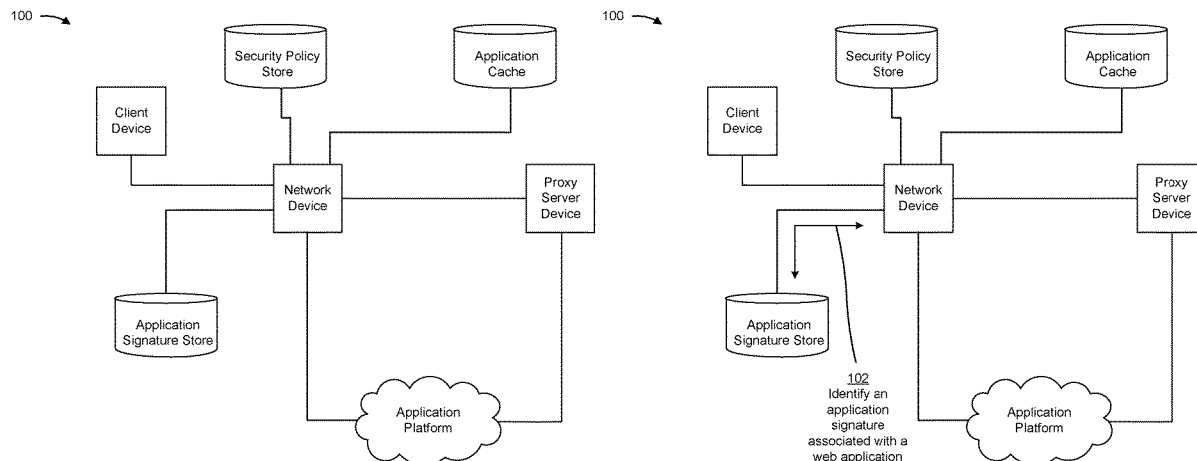 100
Security Policy
Store
Application
Cache
Client
Device
Network
Device
Proxy
Server
Device
Application
Signature Store
Application
Platform
100
Security Policy
Store
Application
Cache
Client
Device
Network
Device
Proxy
Server
Device
Application
Signature Store
102
Identify an
application
signature
associated with a
web application
Application
Platform